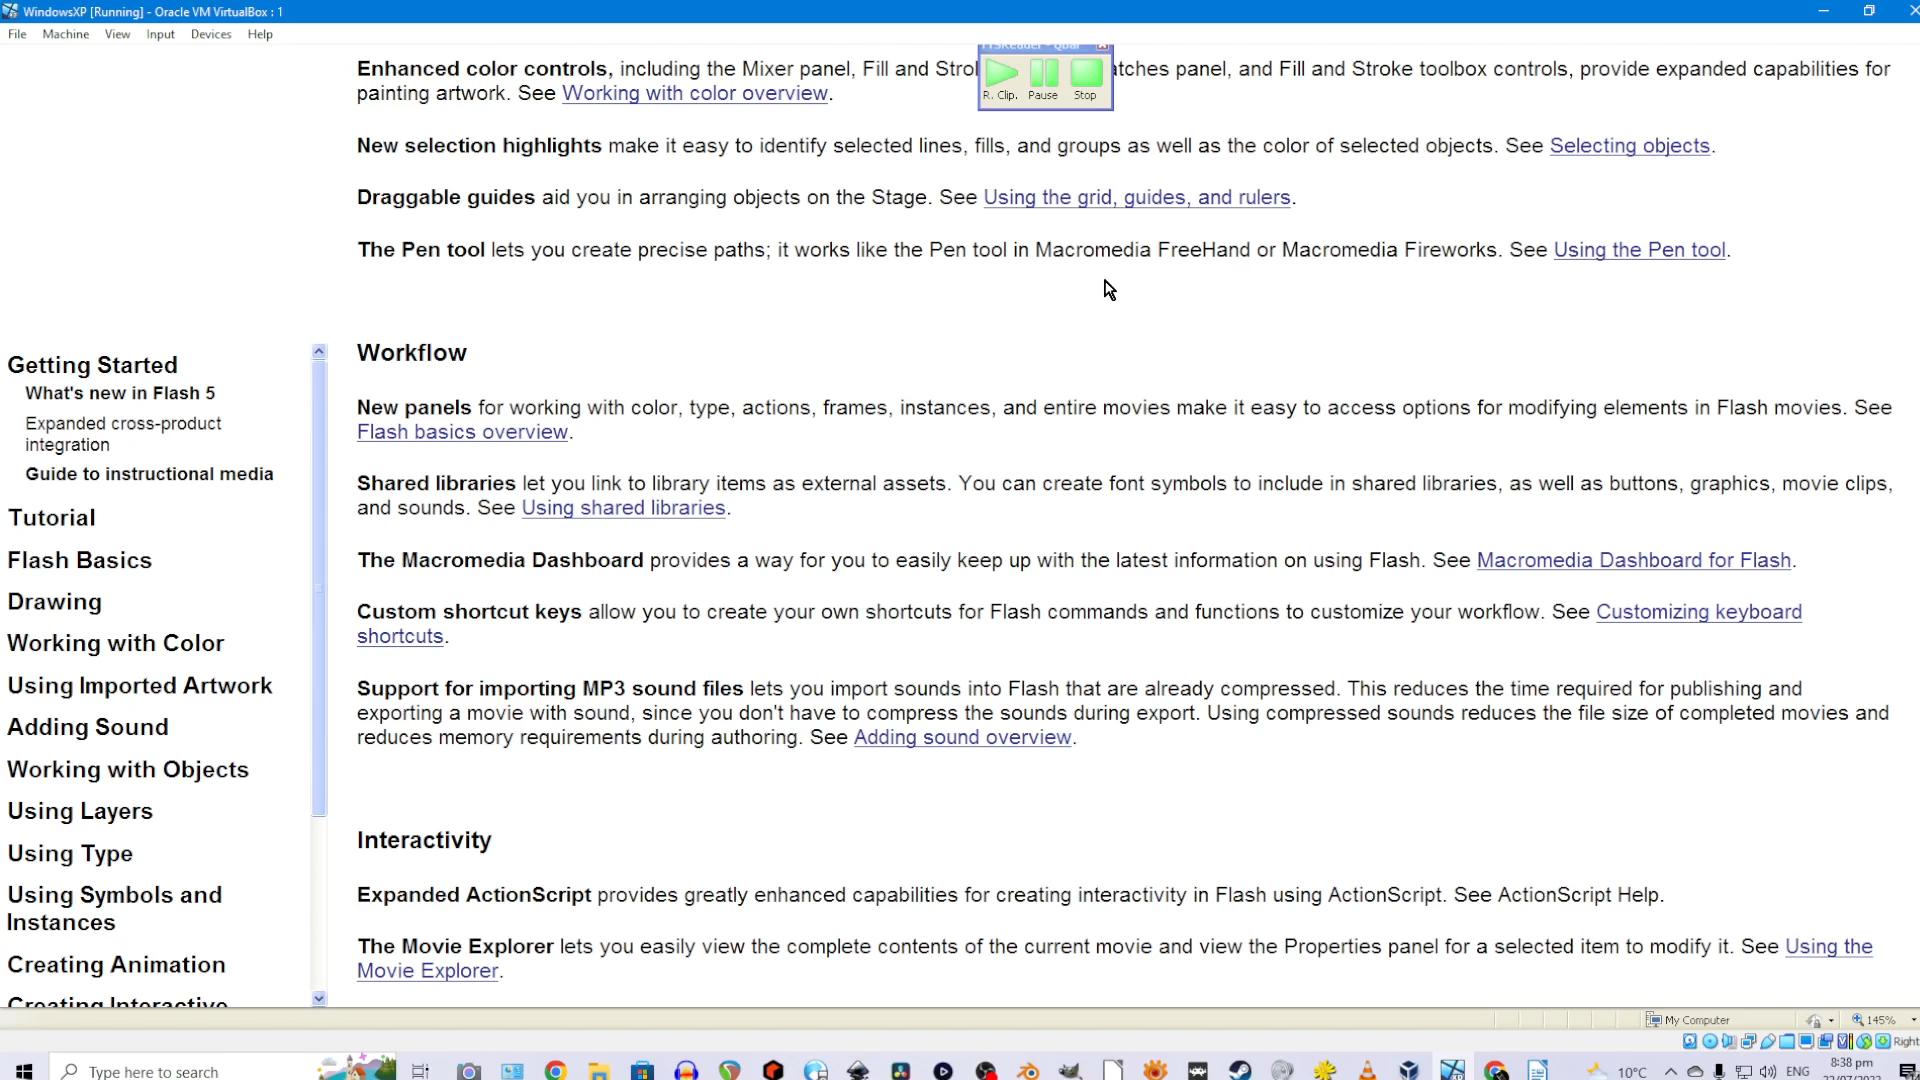 WindowsXP [Running] - Oracle VM VirtualBox : 1
File Machine View Input Devices Help
R. Clip. Pause Stop
Enhanced color controls, including the Mixer panel, Fill and panel, and Fill and Stroke toolbox controls, provide expanded capabilities for
painting artwork. See Working with color overview.
New selection highlights make it easy to identify selected lines, fills, and groups as well as the color of selected objects. See Selecting objects.
Draggable guides aid you in arranging objects on the Stage. See Using the grid, guides, and rulers.
The Pen tool lets you create precise paths; it works like the Pen tool in Macromedia FreeHand or Macromedia Fireworks. See Using the Pen tool.
Getting Started
What's new in Flash 5
Expanded cross-product
integration
Guide to instructional media
Tutorial
Flash Basics
Drawing
Working with Color
Using Imported Artwork
Adding Sound
Working with Objects
Using Layers
Using Type
Using Symbols and
Instances
Creating Animation
Creating Interactive
Workflow
New panels for working with color, type, actions, frames, instances, and entire movies make it easy to access options for modifying elements in Flash movies. See
Flash basics overview.
Shared libraries let you link to library items as external assets. You can create font symbols to include in shared libraries, as well as buttons, graphics, movie clips,
and sounds. See Using shared libraries.
The Macromedia Dashboard provides a way for you to easily keep up with the latest information on using Flash. See Macromedia Dashboard for Flash.
Custom shortcut keys allow you to create your own shortcuts for Flash commands and functions to customize your workflow. See Customizing keyboard
shortcuts.
Support for importing MP3 sound files lets you import sounds into Flash that are already compressed. This reduces the time required for publishing and
exporting a movie with sound, since you don't have to compress the sounds during export. Using compressed sounds reduces the file size of completed movies and
reduces memory requirements during authoring. See Adding sound overview.
Interactivity
Expanded ActionScript provides greatly enhanced capabilities for creating interactivity in Flash using ActionScript. See ActionScript Help.
The Movie Explorer lets you easily view the complete contents of the current movie and view the Properties panel for a selected item to modify it. See Using the
Movie Explorer.
My Computer
145%
Right
Type here to search
10°C
ENG
8:38 pm